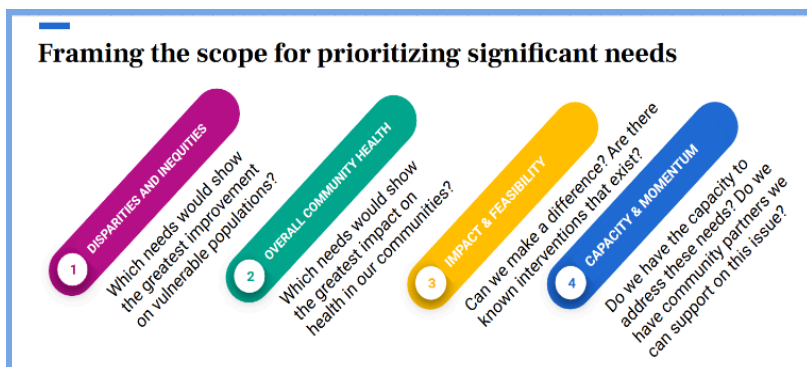 Framing the scope for prioritizing significant needs
1
DISPARITIES AND INEQUITIES
Which needs would show
the greatest improvement
on vulnerable populations?
2
OVERALL COMMUNITY HEALTH
Which needs would show
the greatest impact on
health in our communities?
3
IMPACT & FEASIBILITY
Can we make a difference? Are there
known interventions that exist?
4
CAPACITY & MOMENTUM
Do we have the capacity to
address these needs? Do we
have community partners we
can support on this issue?